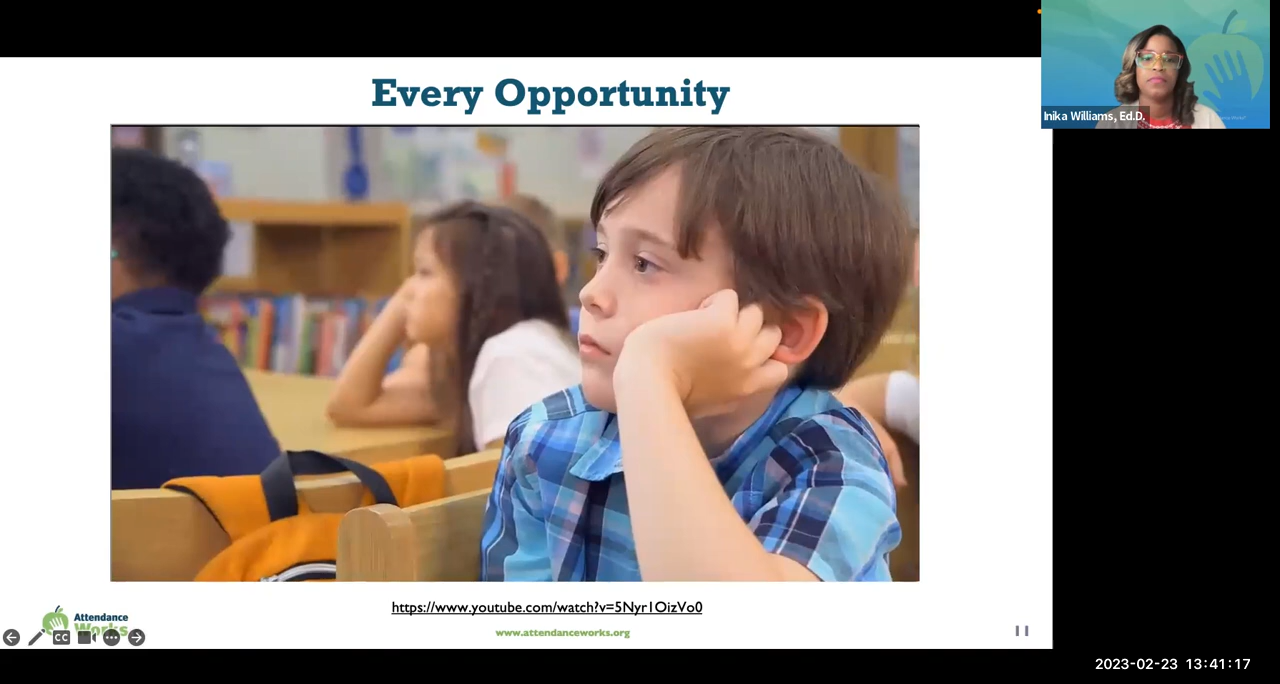 Every Opportunity
Inika Williams, Ed.D.
https://www.youtube.com/watch?v=5Nyr1OizVo0
Attendance
Works
www.attendanceworks.org
CC
2023-02-23 13:41:17